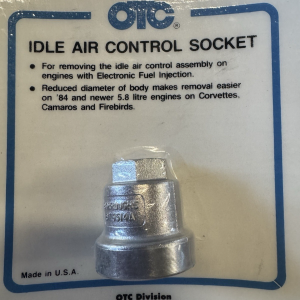 OTC®
IDLE AIR CONTROL SOCKET
• For removing the idle air control assembly on
engines with Electronic Fuel Injection.
• Reduced diameter of body makes removal easier
on '84 and newer 5.8 litre engines on Corvettes,
Camaros and Firebirds.
Made in U.S.A.
OTC Division